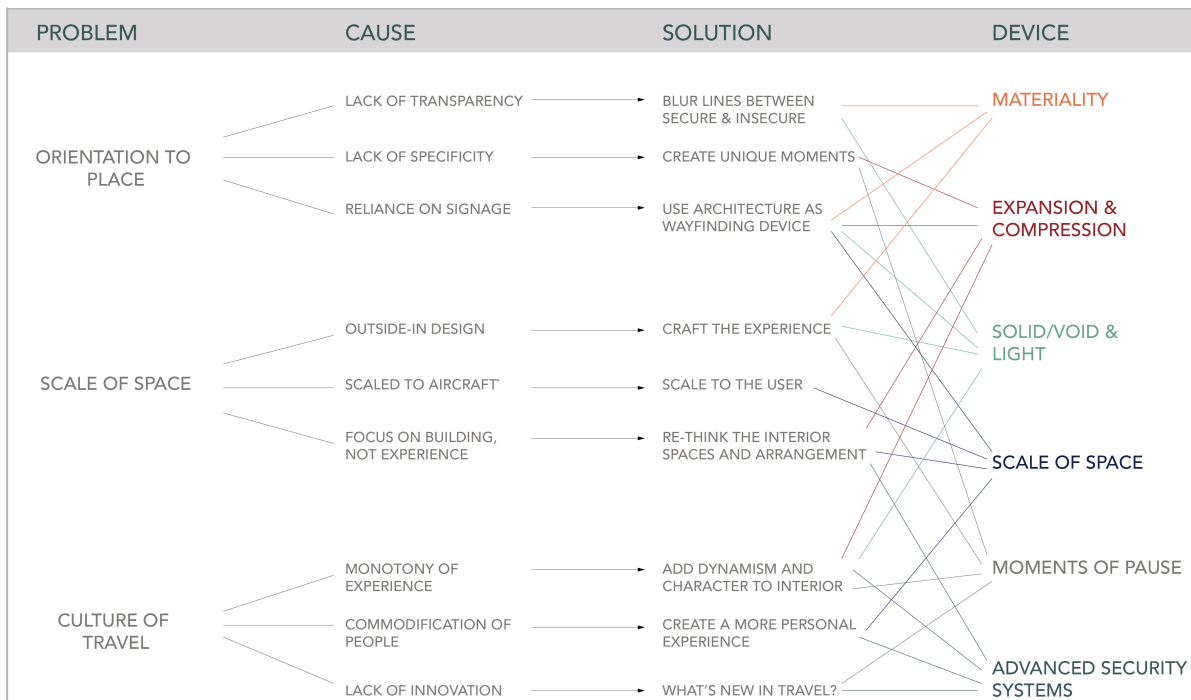 PROBLEM
CAUSE
SOLUTION
DEVICE
ORIENTATION TO
PLACE
LACK OF TRANSPARENCY
LACK OF SPECIFICITY
RELIANCE ON SIGNAGE
BLUR LINES BETWEEN
SECURE & INSECURE
CREATE UNIQUE MOMENTS
USE ARCHITECTURE AS
WAYFINDING DEVICE
SCALE OF SPACE
OUTSIDE-IN DESIGN
SCALED TO AIRCRAFT
FOCUS ON BUILDING,
NOT EXPERIENCE
CRAFT THE EXPERIENCE
SCALE TO THE USER
RE-THINK THE INTERIOR
SPACES AND ARRANGEMENT
CULTURE OF
TRAVEL
MONOTONY OF
EXPERIENCE
COMMODIFICATION OF
PEOPLE
LACK OF INNOVATION
ADD DYNAMISM AND
CHARACTER TO INTERIOR
CREATE A MORE PERSONAL
EXPERIENCE
WHAT'S NEW IN TRAVEL?
MATERIALITY
EXPANSION &
COMPRESSION
SOLID/VOID &
LIGHT
SCALE OF SPACE
MOMENTS OF PAUSE
ADVANCED SECURITY
SYSTEMS